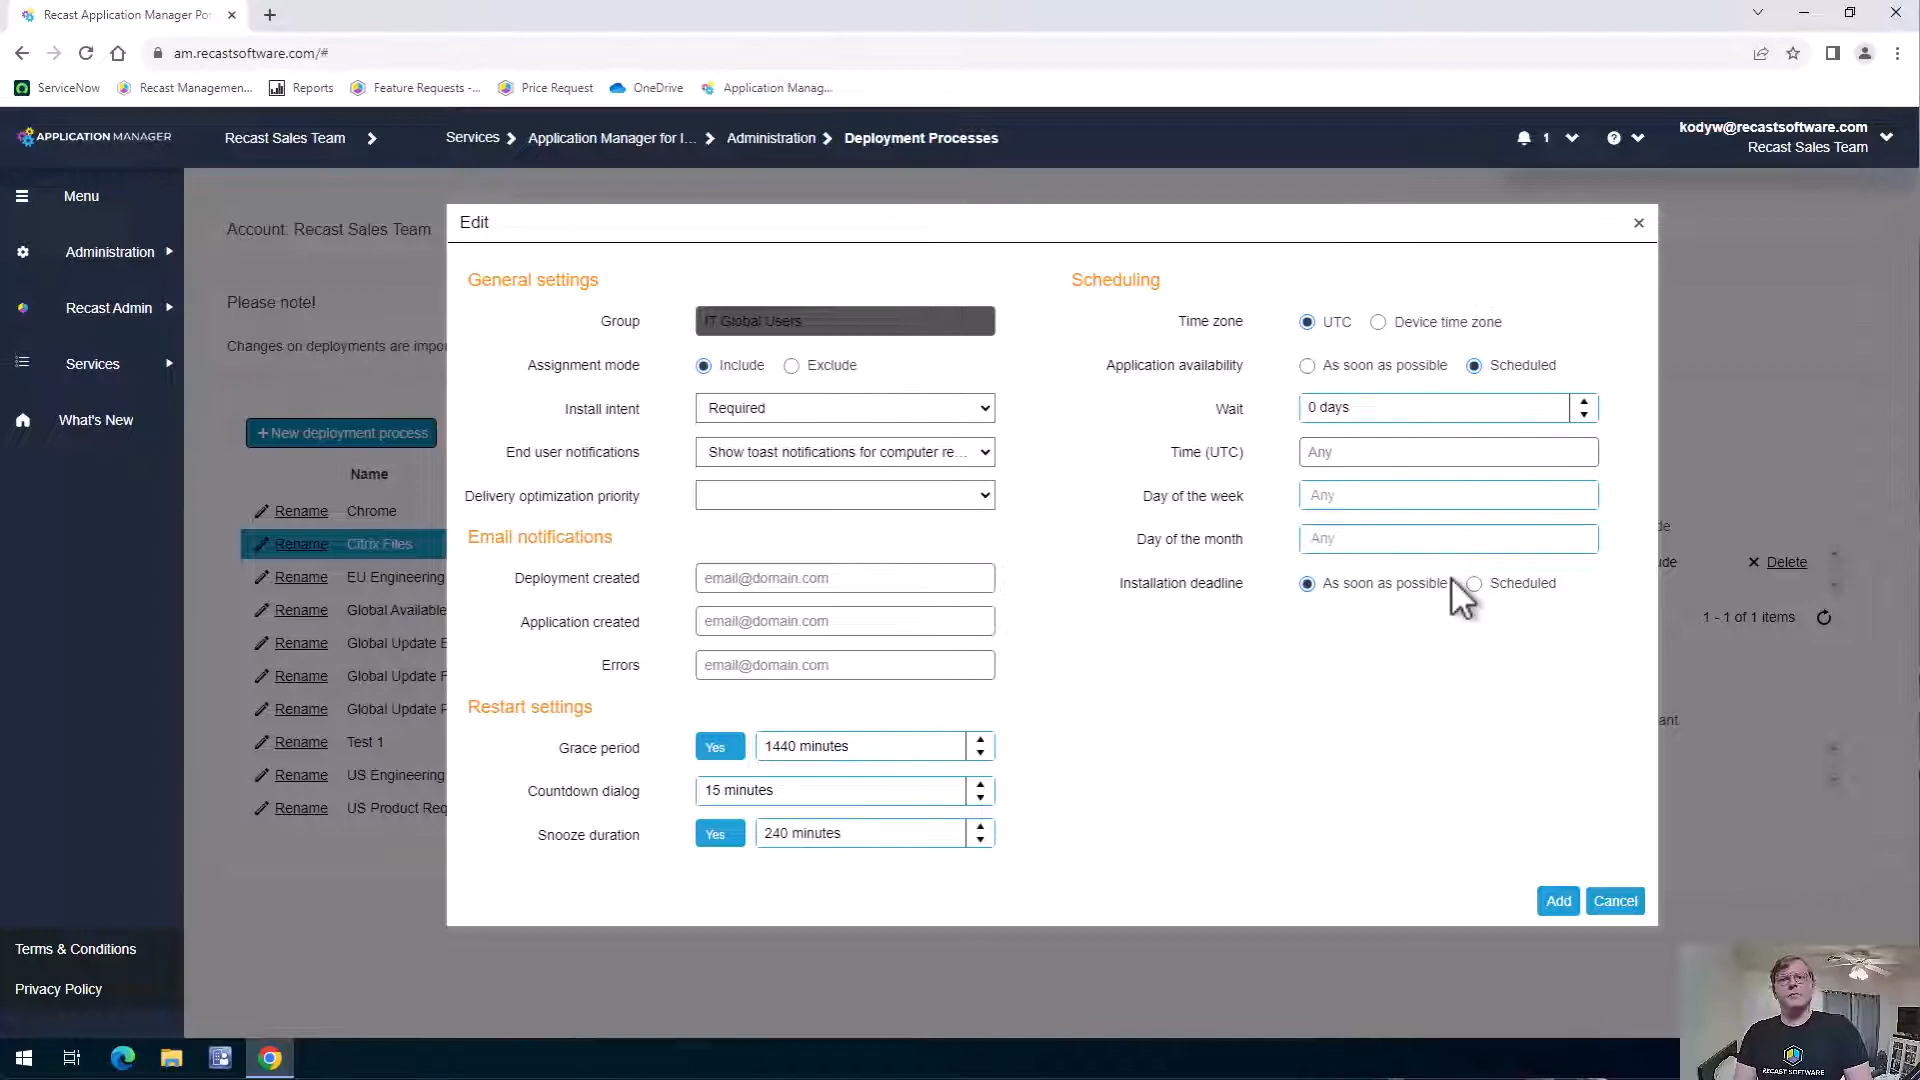 Recast Application Manager Por
am.recastsoftware.com/#
ServiceNow
Recast Managemen...
Reports
Feature Requests -...
Price Request
OneDrive
Application Manag...
APPLICATION MANAGER
Recast Sales Team
Services
Application Manager for I...
Administration
Deployment Processes
1
kodyw@recastsoftware.com
Recast Sales Team
Menu
Administration
Recast Admin
Services
What's New
Terms & Conditions
Privacy Policy
Account: Recast Sales Team
Please note!
Changes on deployments are impor
+ New deployment process
Name
Rename Chrome
Rename Citrix Files
Rename EU Engineering
Rename Global Available
Rename Global Update E
Rename Global Update F
Rename Global Update F
Rename Test 1
Rename US Engineering
Rename US Product Req
Edit
General settings
Group IT Global Users
Assignment mode Include Exclude
Install intent Required
End user notifications Show toast notifications for computer re...
Delivery optimization priority
Email notifications
Deployment created email@domain.com
Application created email@domain.com
Errors email@domain.com
Restart settings
Grace period Yes 1440 minutes
Countdown dialog 15 minutes
Snooze duration Yes 240 minutes
Scheduling
Time zone UTC Device time zone
Application availability As soon as possible Scheduled
Wait 0 days
Time (UTC) Any
Day of the week Any
Day of the month Any
Installation deadline As soon as possible Scheduled
Add Cancel
de
de
Delete
1 - 1 of 1 items
ant
RECAST SOFTWARE